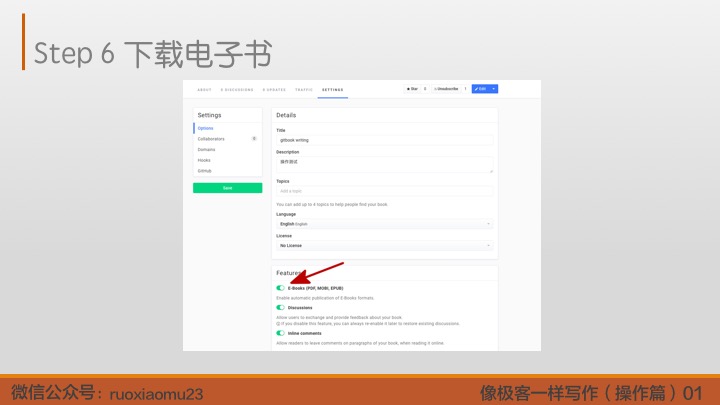 Step 6 下载电子书
ABOUT 0 DISCUSSIONS 0 UPDATES TRAFFIC SETTINGS
Star 0 Unsubscribe 1 Edit
Settings
Options
Collaborators 0
Domains
Hooks
GitHub
Save
Details
Title
gitbook writing
Description
操作测试
Topics
Add a topic
You can add up to 4 topics to help people find your book.
Language
English English
License
No License
Features
E-Books (PDF, MOBI, EPUB)
Enable automatic publication of E-Books formats.
Discussions
Allow users to exchange and provide feedback about your book.
If you disable this feature, you can always re-enable it later to restore existing discussions.
Inline comments
Allow readers to leave comments on paragraphs of your book, when reading it online.
微信公众号：ruoxiaomu23
像极客一样写作（操作篇）01